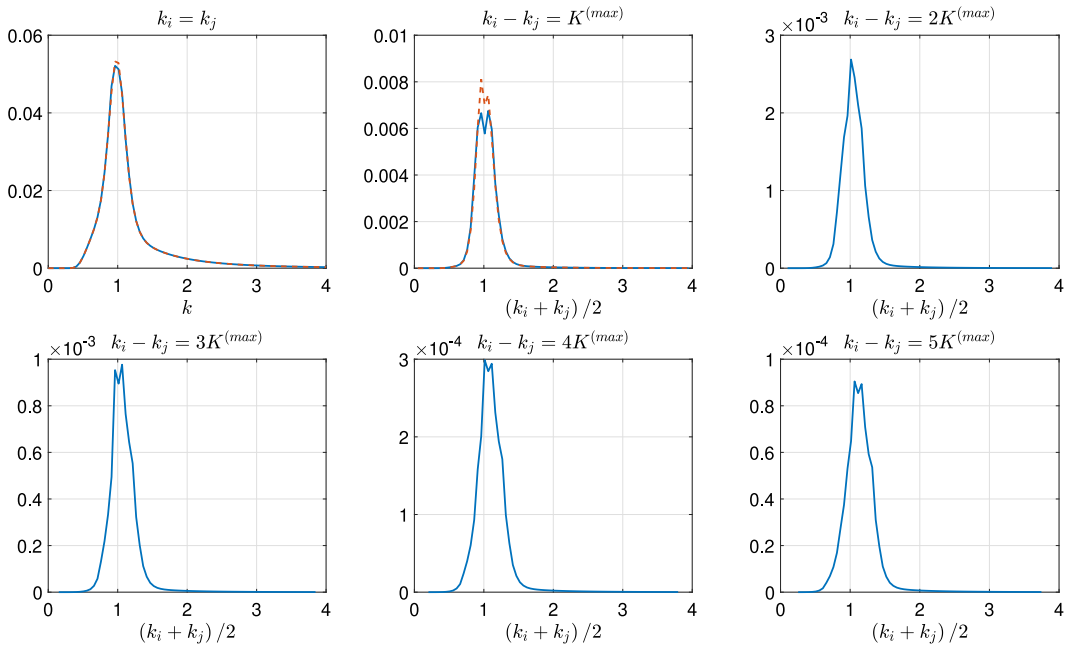 $k_i = k_j$
0.06
0.04
0.02
0
0 1 2 3 4
$k$
$k_i - k_j = K^{(max)}$
0.01
0.008
0.006
0.004
0.002
0
0 1 2 3 4
$(k_i + k_j)/2$
×10⁻³ $k_i - k_j = 2K^{(max)}$
3
2
1
0
0 1 2 3 4
$(k_i + k_j)/2$
×10⁻³ $k_i - k_j = 3K^{(max)}$
1
0.8
0.6
0.4
0.2
0
0 1 2 3 4
$(k_i + k_j)/2$
×10⁻⁴ $k_i - k_j = 4K^{(max)}$
3
2
1
0
0 1 2 3 4
$(k_i + k_j)/2$
×10⁻⁴ $k_i - k_j = 5K^{(max)}$
1
0.8
0.6
0.4
0.2
0
0 1 2 3 4
$(k_i + k_j)/2$